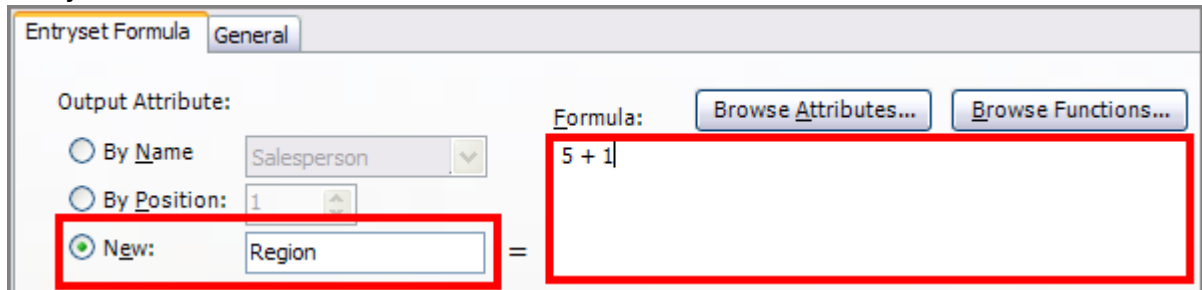 Entryset Formula General
Output Attribute:
Formula: Browse Attributes... Browse Functions...
By Name Salesperson
5 + 1
By Position: 1
New: Region =